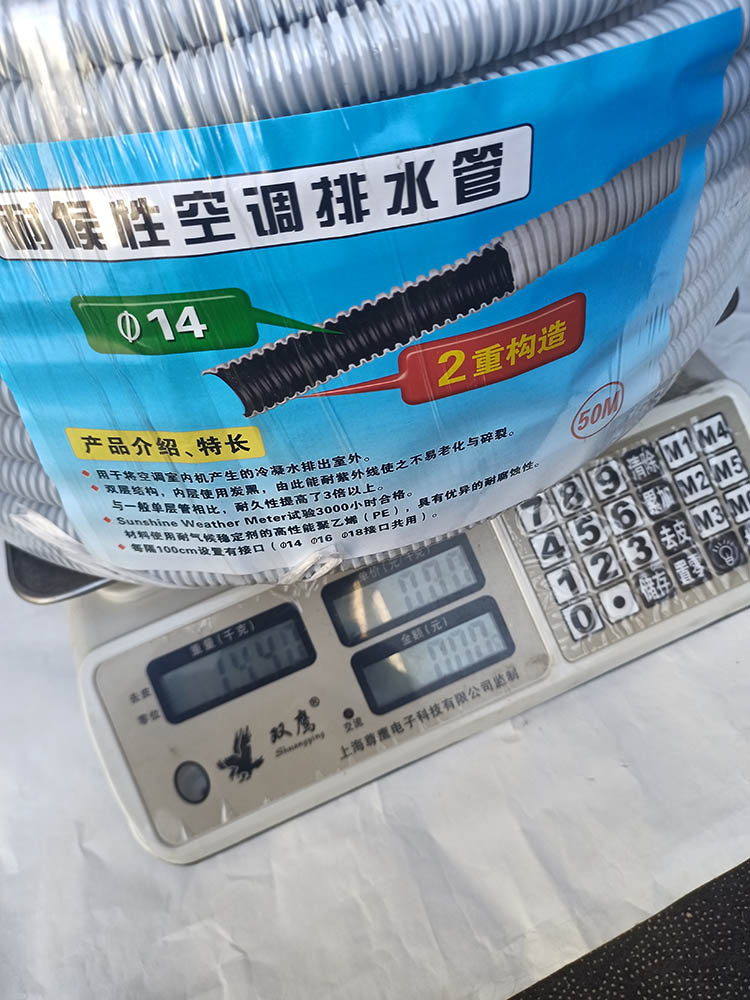 耐候性空调排水管
Φ14
2重构造
50M
产品介绍、特长
• 用于将空调室内机产生的冷凝水排出室外。
• 双层结构，内层使用炭黑，由此能耐紫外线使之不易老化与碎裂。
与一般单层管相比，耐久性提高了3倍以上。
• Sunshine Weather Meter试验3000小时合格。
材料使用耐气候稳定剂的高性能聚乙烯（PE），具有优异的耐腐蚀性。
• 每隔100cm设置有接口（Φ14 Φ16 Φ18接口共用）。
重量(千克)
单价(元/千克)
金额(元)
去皮
零位
双鹰®
Shuangying
交流
上海尊鹰电子科技有限公司监制
7 8 9 清除 M1 M4
4 5 6 累加 M2 M5
1 2 3 去皮 M3
0 • 储存 置零